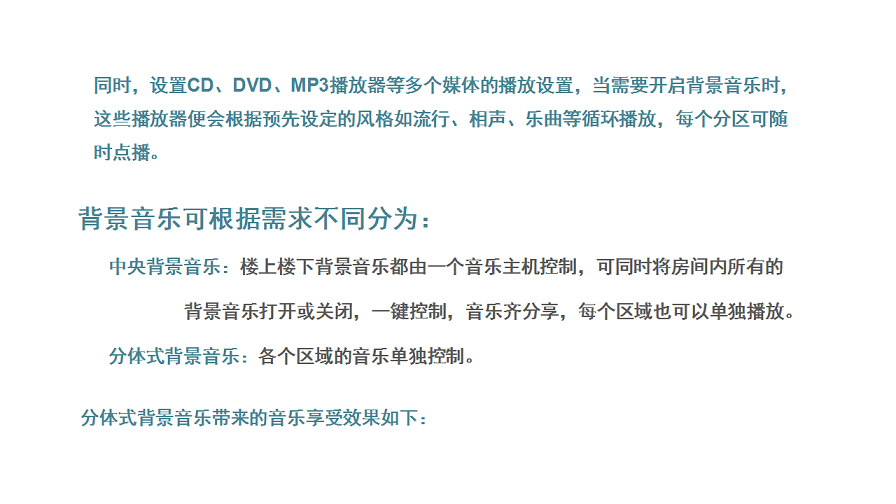 同时，设置CD、DVD、MP3播放器等多个媒体的播放设置，当需要开启背景音乐时，
这些播放器便会根据预先设定的风格如流行、相声、乐曲等循环播放，每个分区可随
时点播。
背景音乐可根据需求不同分为：
中央背景音乐：楼上楼下背景音乐都由一个音乐主机控制，可同时将房间内所有的
背景音乐打开或关闭，一键控制，音乐齐分享，每个区域也可以单独播放。
分体式背景音乐：各个区域的音乐单独控制。
分体式背景音乐带来的音乐享受效果如下：